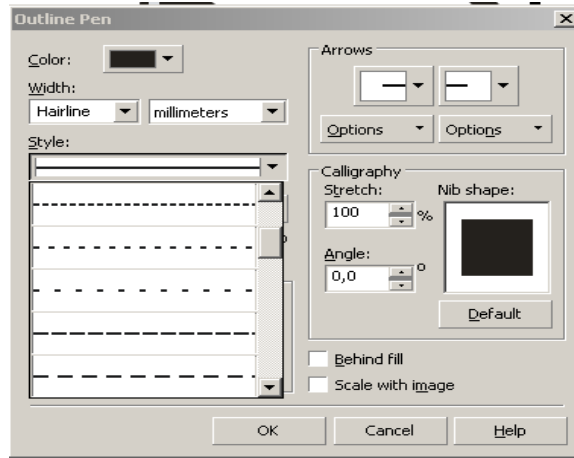 Outline Pen
Color:
Width:
Hairline
millimeters
Style:
Arrows
Options
Options
Calligraphy
Stretch:
100
%
Nib shape:
Angle:
0,0
o
Default
Behind fill
Scale with image
OK
Cancel
Help